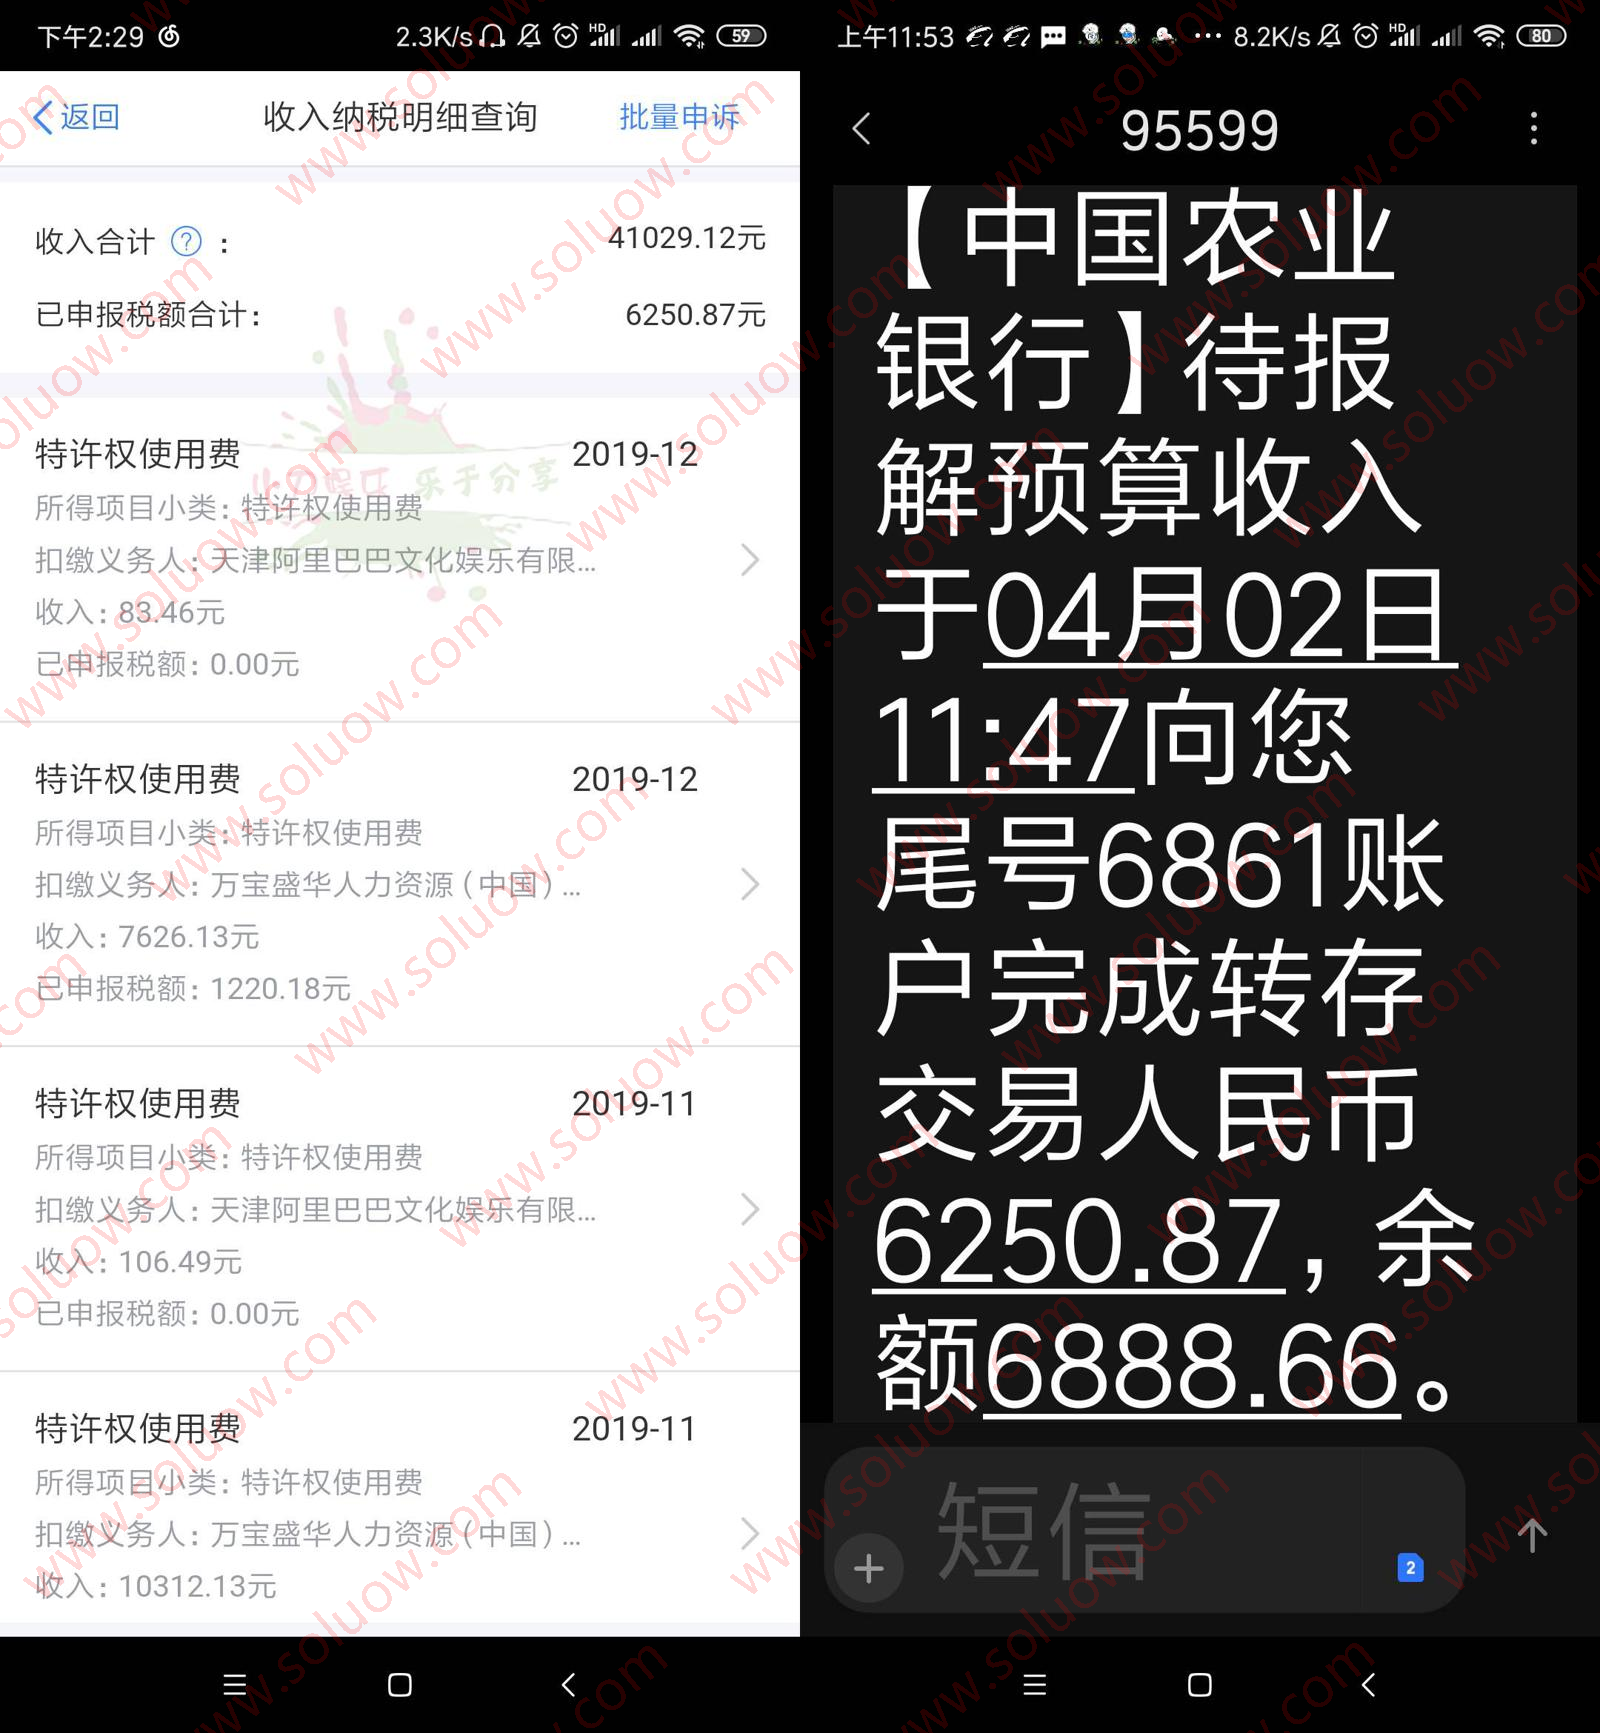 下午2:29
2.3K/s
HD
59
返回
收入纳税明细查询
批量申诉
收入合计 ? :
41029.12元
已申报税额合计:
6250.87元
特许权使用费
2019-12
所得项目小类: 特许权使用费
扣缴义务人: 天津阿里巴巴文化娱乐有限...
收入: 83.46元
已申报税额: 0.00元
特许权使用费
2019-12
所得项目小类: 特许权使用费
扣缴义务人: 万宝盛华人力资源 (中国) ...
收入: 7626.13元
已申报税额: 1220.18元
特许权使用费
2019-11
所得项目小类: 特许权使用费
扣缴义务人: 天津阿里巴巴文化娱乐有限...
收入: 106.49元
已申报税额: 0.00元
特许权使用费
2019-11
所得项目小类: 特许权使用费
扣缴义务人: 万宝盛华人力资源 (中国) ...
收入: 10312.13元
娱乐 乐于分享
上午11:53
8.2K/s
HD
80
95599
【中国农业
银行】待报
解预算收入
于04月02日
11:47向您
尾号6861账
户完成转存
交易人民币
6250.87，余
额6888.66。
短信
2
www.soluow.com